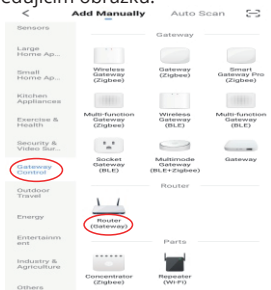 edujícím obrázku.
< Add Manually Auto Scan
Sensors
Gateway
Large
Home Ap...
Wireless
Gateway
(Zigbee)
Gateway
(Zigbee)
Smart
Gateway Pro
(Zigbee)
Small
Home Ap...
Kitchen
Appliances
Exercise &
Health
Multi-function
Gateway
(Zigbee)
Wireless
Gateway
(BLE)
Multi-function
Gateway
(BLE)
Security &
Video Sur...
Gateway
Control
Socket
Gateway
(BLE)
Multimode
Gateway
(BLE+Zigbee)
Gateway
Outdoor
Travel
Router
Energy
Router
(Gateway)
Entertainm
ent
Parts
Industry &
Agriculture
Others
Concentrator
(Zigbee)
Repeater
(Wi-Fi)